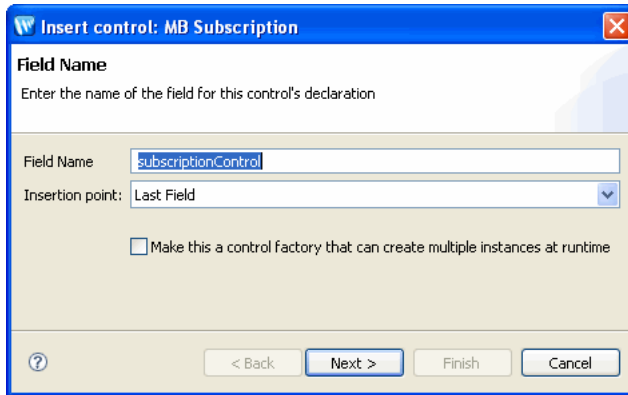 Insert control: MB Subscription
Field Name
Enter the name of the field for this control's declaration
Field Name subscriptionControl
Insertion point: Last Field
Make this a control factory that can create multiple instances at runtime
? < Back Next > Finish Cancel